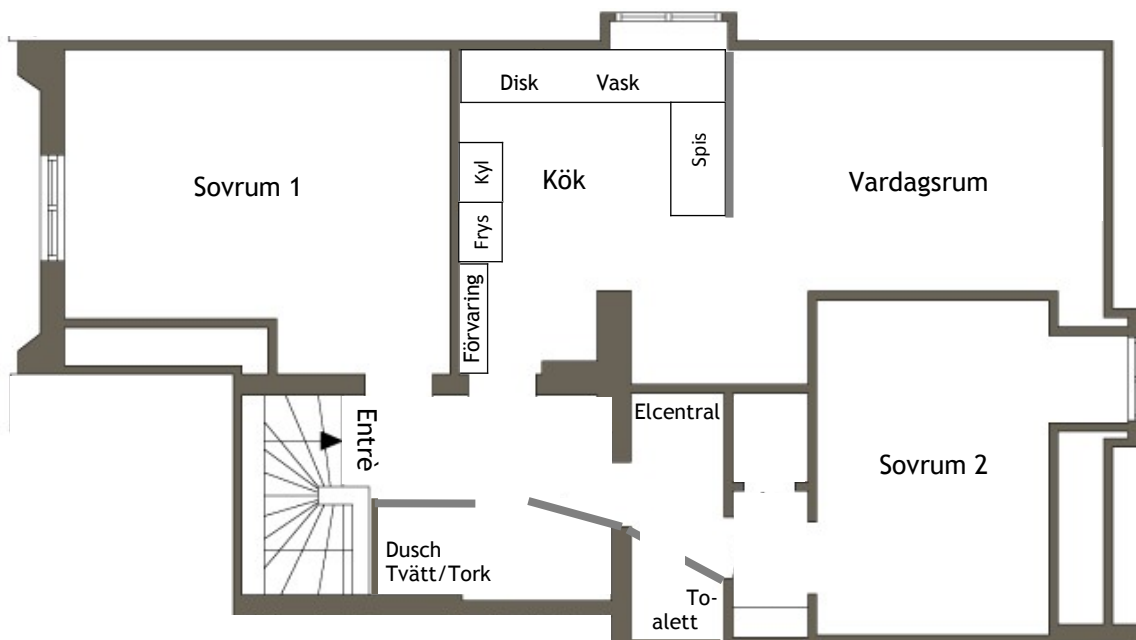 Disk Vask
Spis
Kyl
Kök
Sovrum 1
Vardagsrum
Frys
Förvaring
Entrè
Elcentral
Sovrum 2
Dusch
Tvätt/Tork
To-
alett